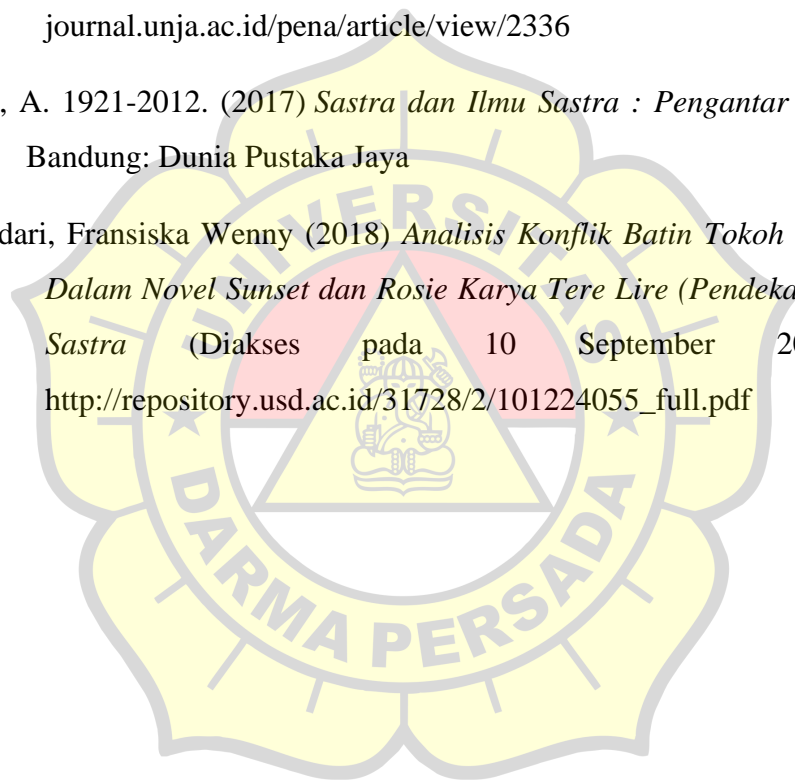 journal.unja.ac.id/pena/article/view/2336
, A. 1921-2012. (2017) Sastra dan Ilmu Sastra : Pengantar
Bandung: Dunia Pustaka Jaya
dari, Fransiska Wenny (2018) Analisis Konflik Batin Tokoh
Dalam Novel Sunset dan Rosie Karya Tere Lire (Pendeka
Sastra (Diakses pada 10 September 20
http://repository.usd.ac.id/31728/2/101224055_full.pdf
UNIVERSITAS
DARMA PERSADA